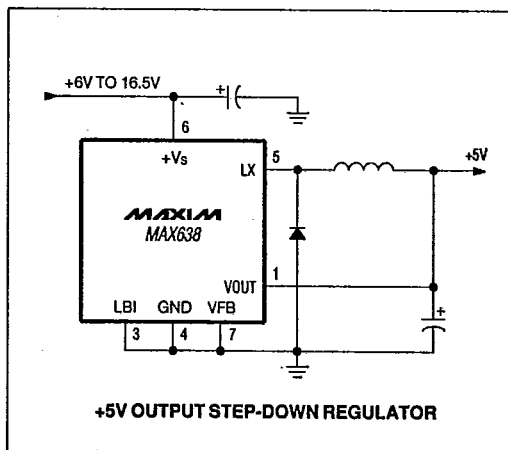 +6V TO 16.5V
+
6
+Vs
5
LX
+5V
MAXIM
MAX638
1
VOUT
LBI GND VFB
3 4 7
+
+5V OUTPUT STEP-DOWN REGULATOR